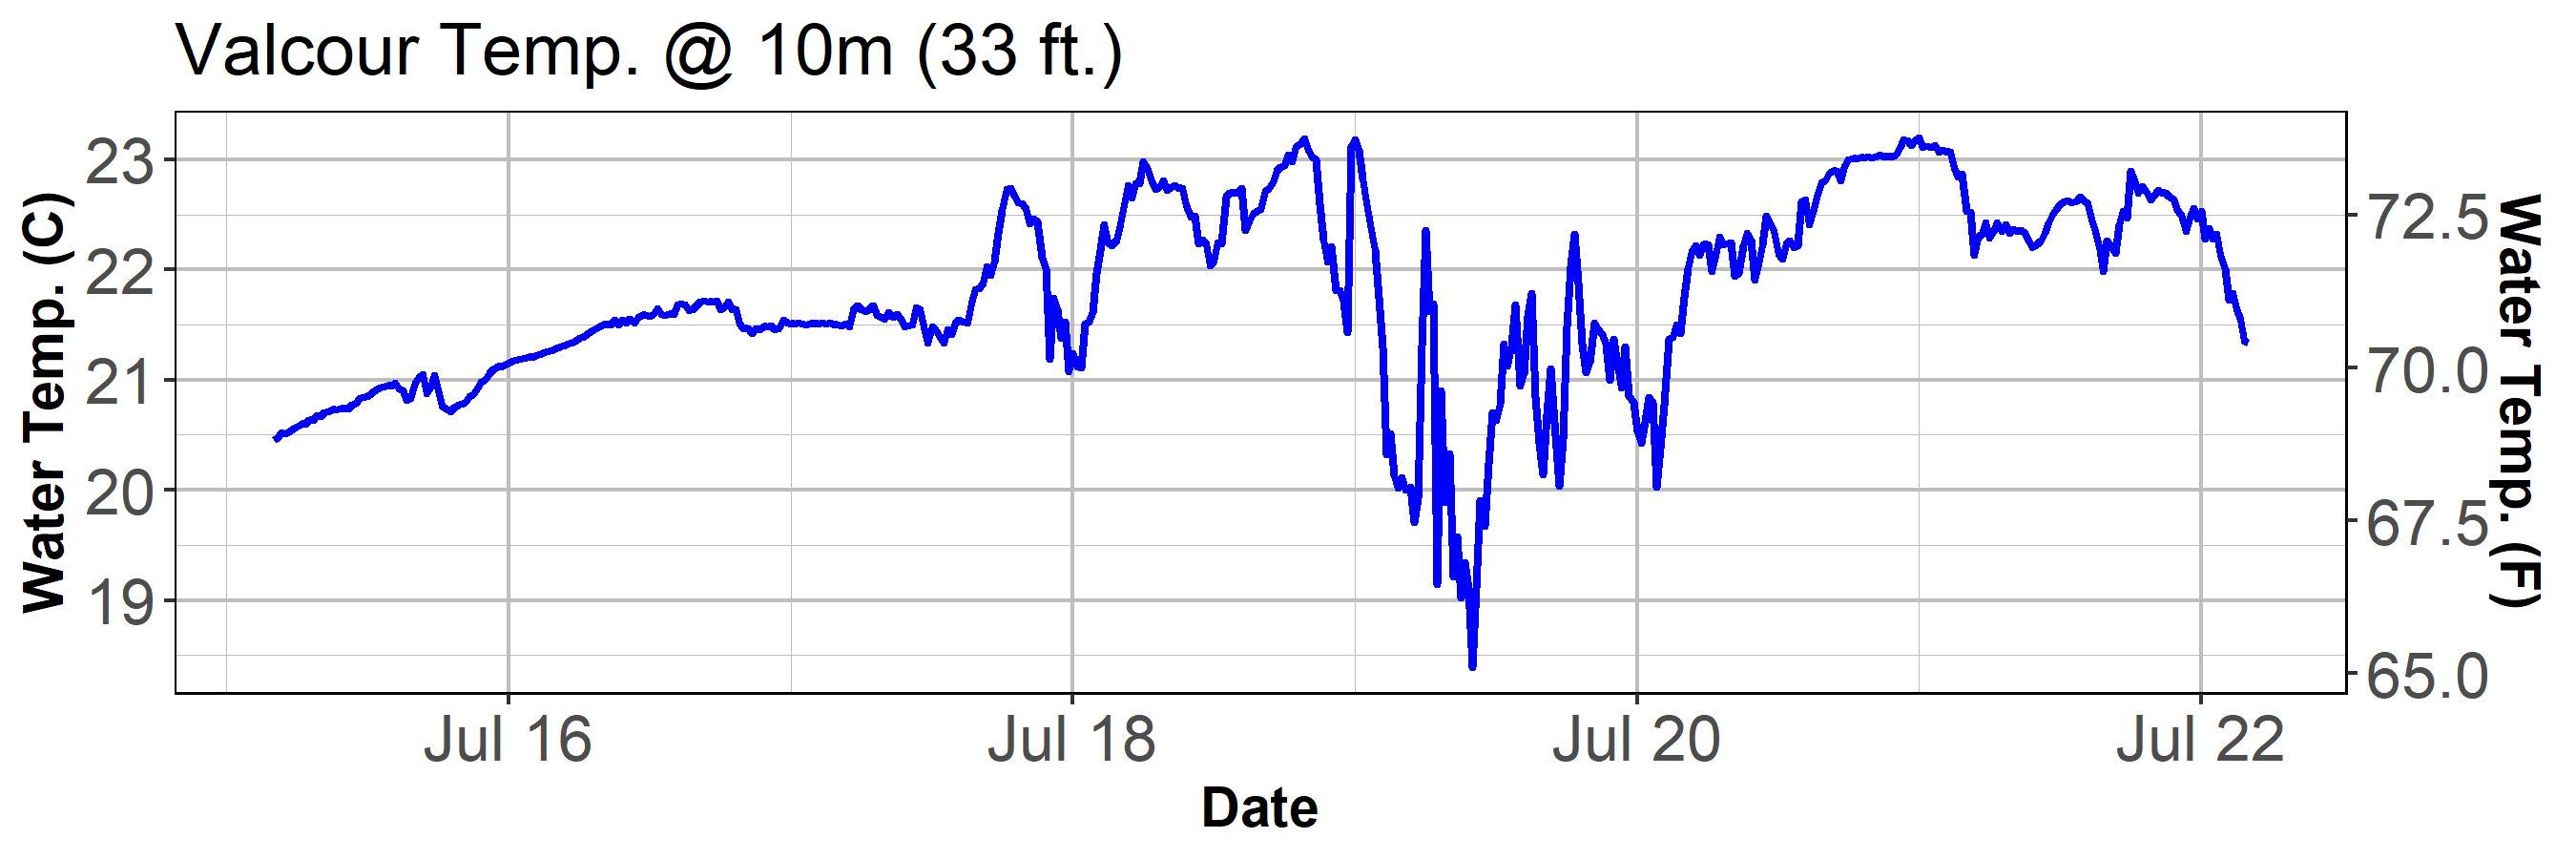 Valcour Temp. @ 10m (33 ft.)
Water Temp. (C)
23
22
21
20
19
72.5
70.0
67.5
65.0
Water Temp. (F)
Jul 16
Jul 18
Jul 20
Jul 22
Date